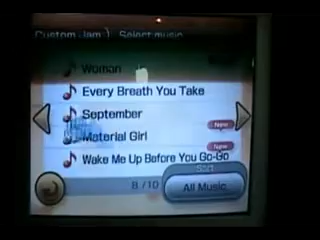 Custom Jam | Select music
Woman
Every Breath You Take
September
New
Material Girl
New
Wake Me Up Before You Go-Go
Sort
8/10
All Music